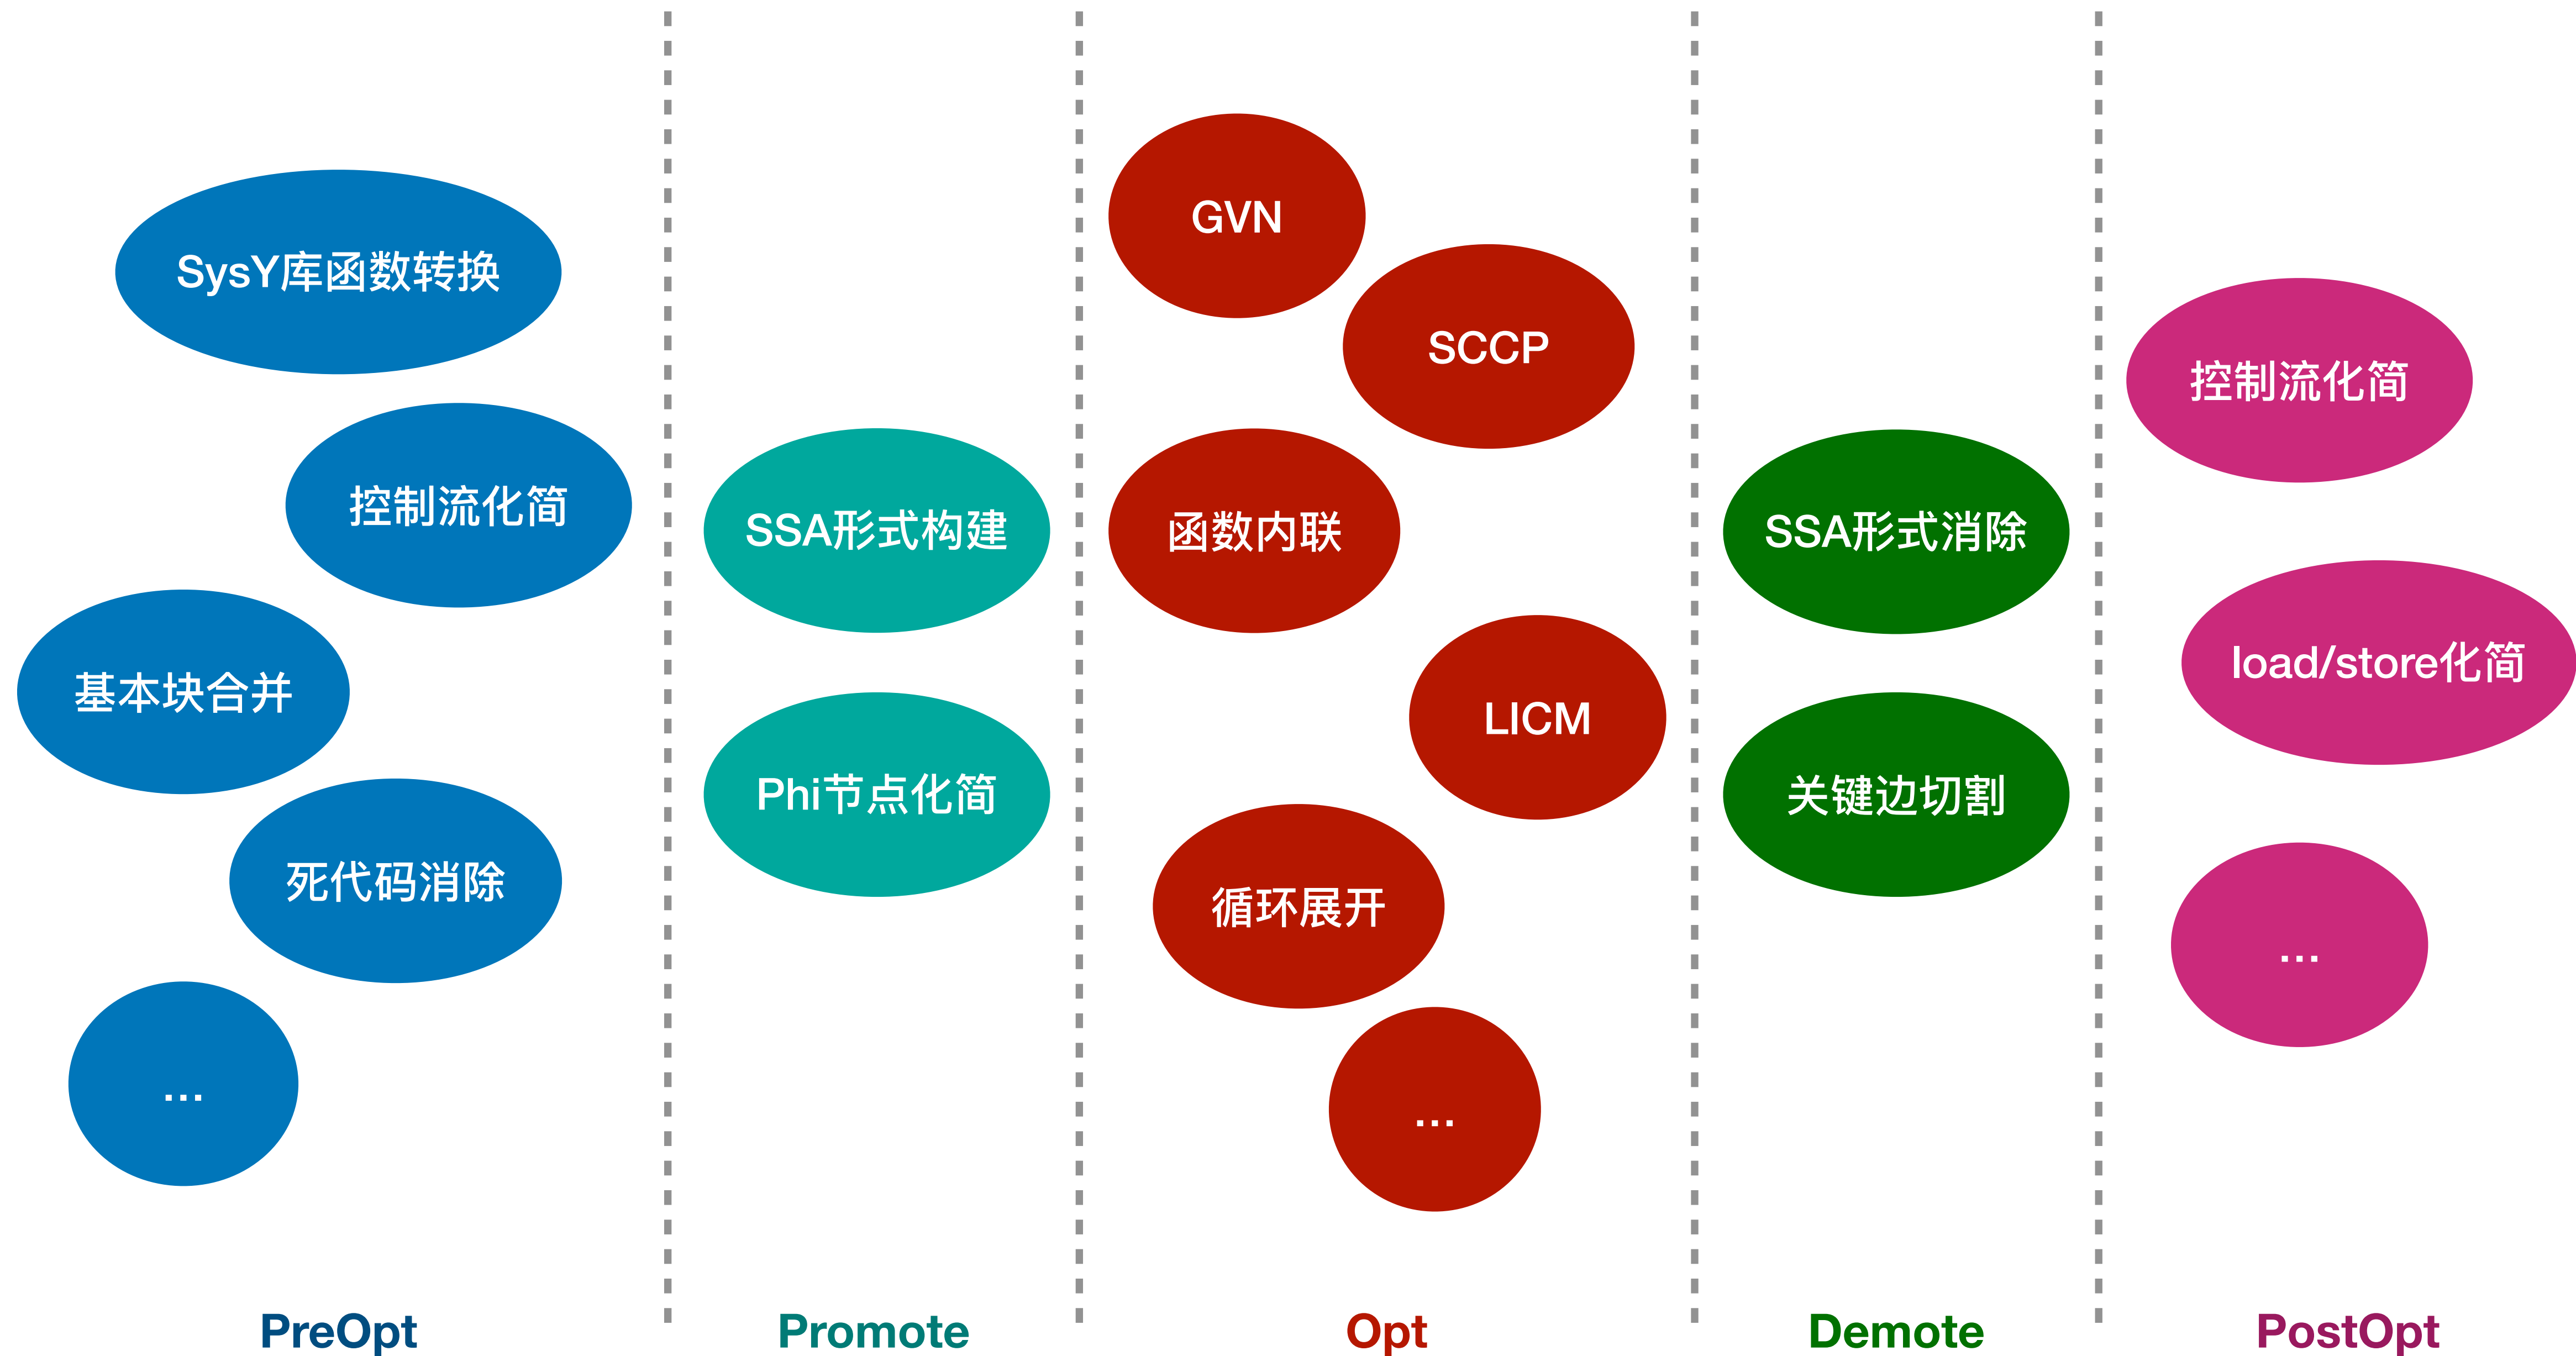 SysY库函数转换
控制流化简
基本块合并
死代码消除
...
PreOpt
SSA形式构建
Phi节点化简
Promote
GVN
SCCP
函数内联
LICM
循环展开
...
Opt
SSA形式消除
关键边切割
Demote
控制流化简
load/store化简
...
PostOpt